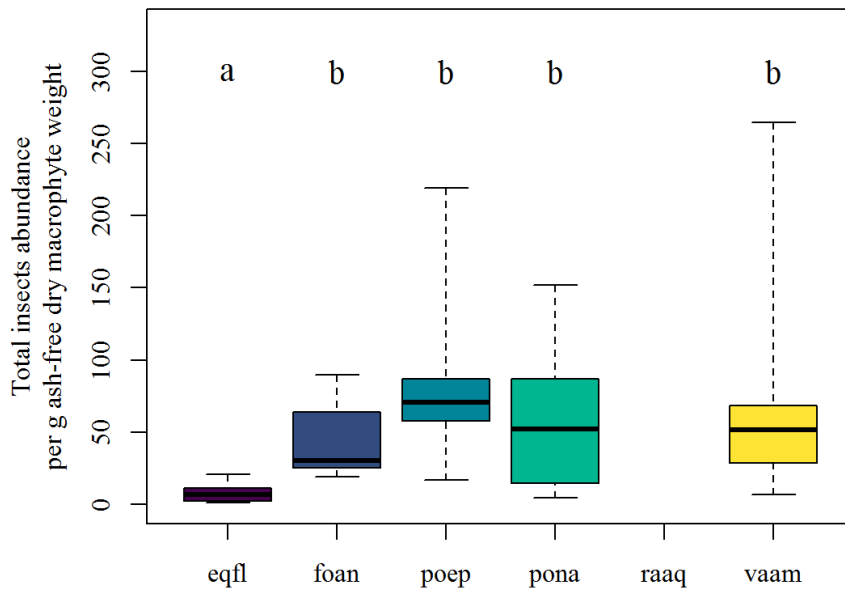 Total insects abundance
per g ash-free dry macrophyte weight
300
250
200
150
100
50
0
a b b b b
eqfl foan poep pona raaq vaam